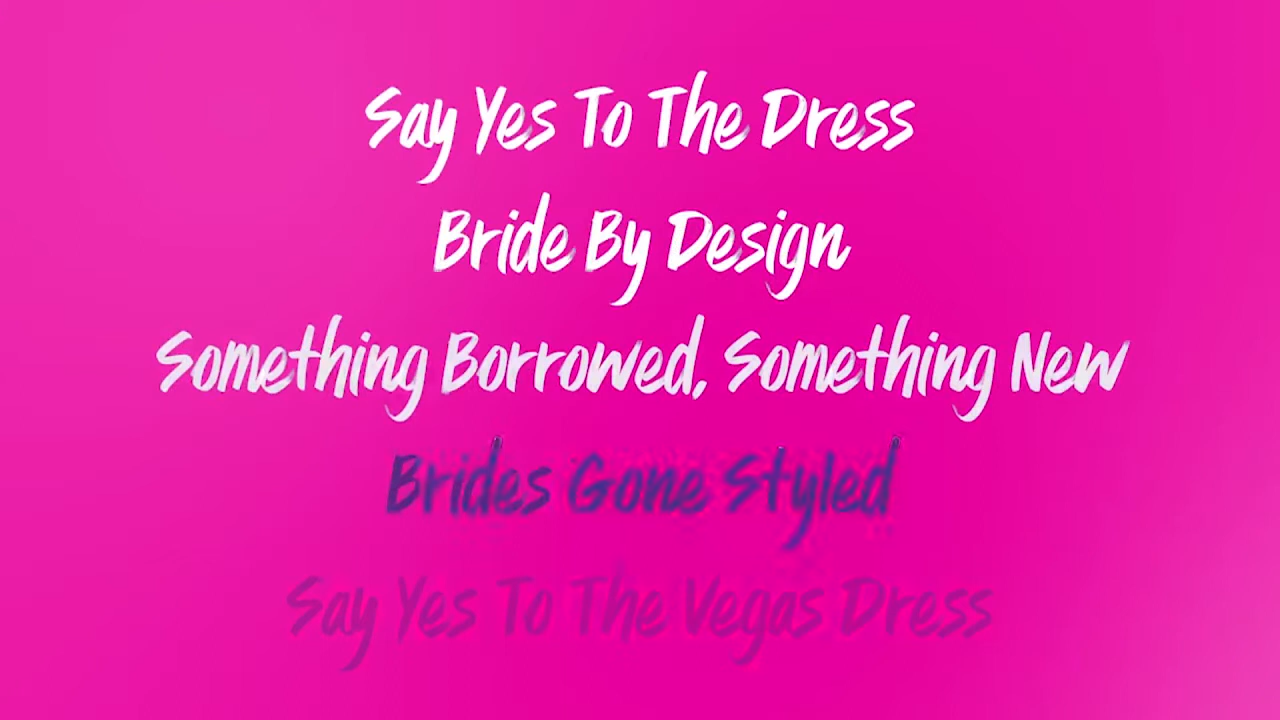 Say Yes To The Dress
Bride By Design
Something Borrowed, Something New
Brides Gone Styled
Say Yes To The Vegas Dress